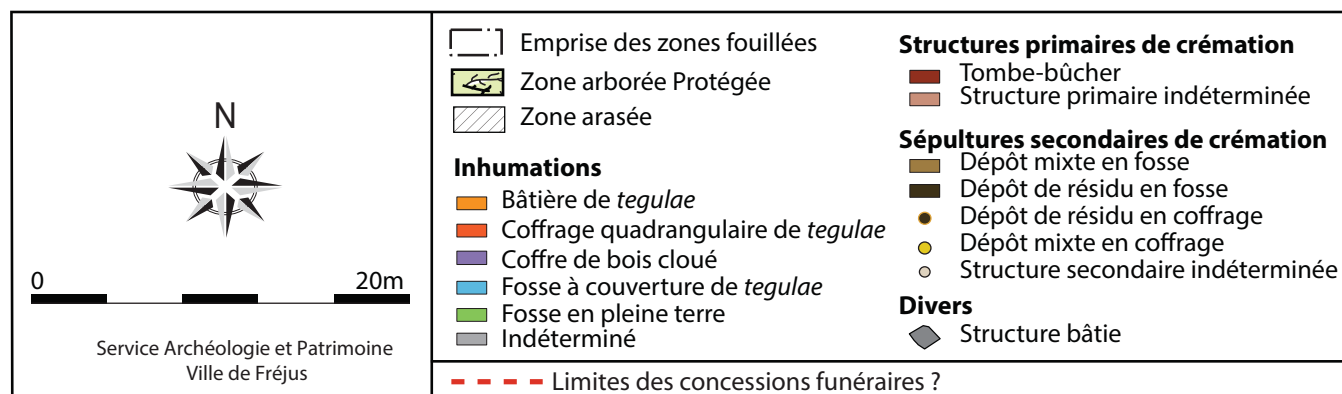 N
0 20m
Service Archéologie et Patrimoine
Ville de Fréjus
Emprise des zones fouillées
Zone arborée Protégée
Zone arasée
Inhumations
Bâtière de tegulae
Coffrage quadrangulaire de tegulae
Coffre de bois cloué
Fosse à couverture de tegulae
Fosse en pleine terre
Indéterminé
Structures primaires de crémation
Tombe-bûcher
Structure primaire indéterminée
Sépultures secondaires de crémation
Dépôt mixte en fosse
Dépôt de résidu en fosse
Dépôt de résidu en coffrage
Dépôt mixte en coffrage
Structure secondaire indéterminée
Divers
Structure bâtie
Limites des concessions funéraires ?